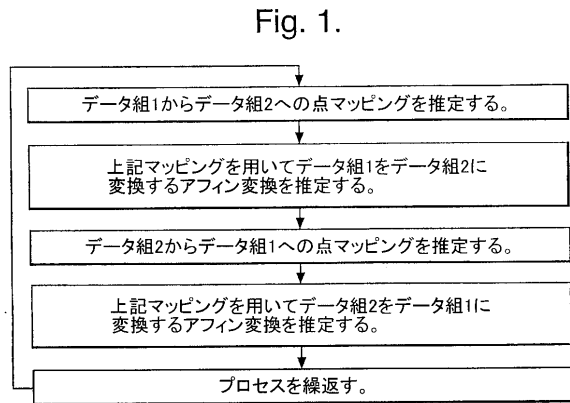 Fig. 1.
データ組1からデータ組2への点マッピングを推定する。
上記マッピングを用いてデータ組1をデータ組2に
変換するアフィン変換を推定する。
データ組2からデータ組1への点マッピングを推定する。
上記マッピングを用いてデータ組2をデータ組1に
変換するアフィン変換を推定する。
プロセスを繰返す。